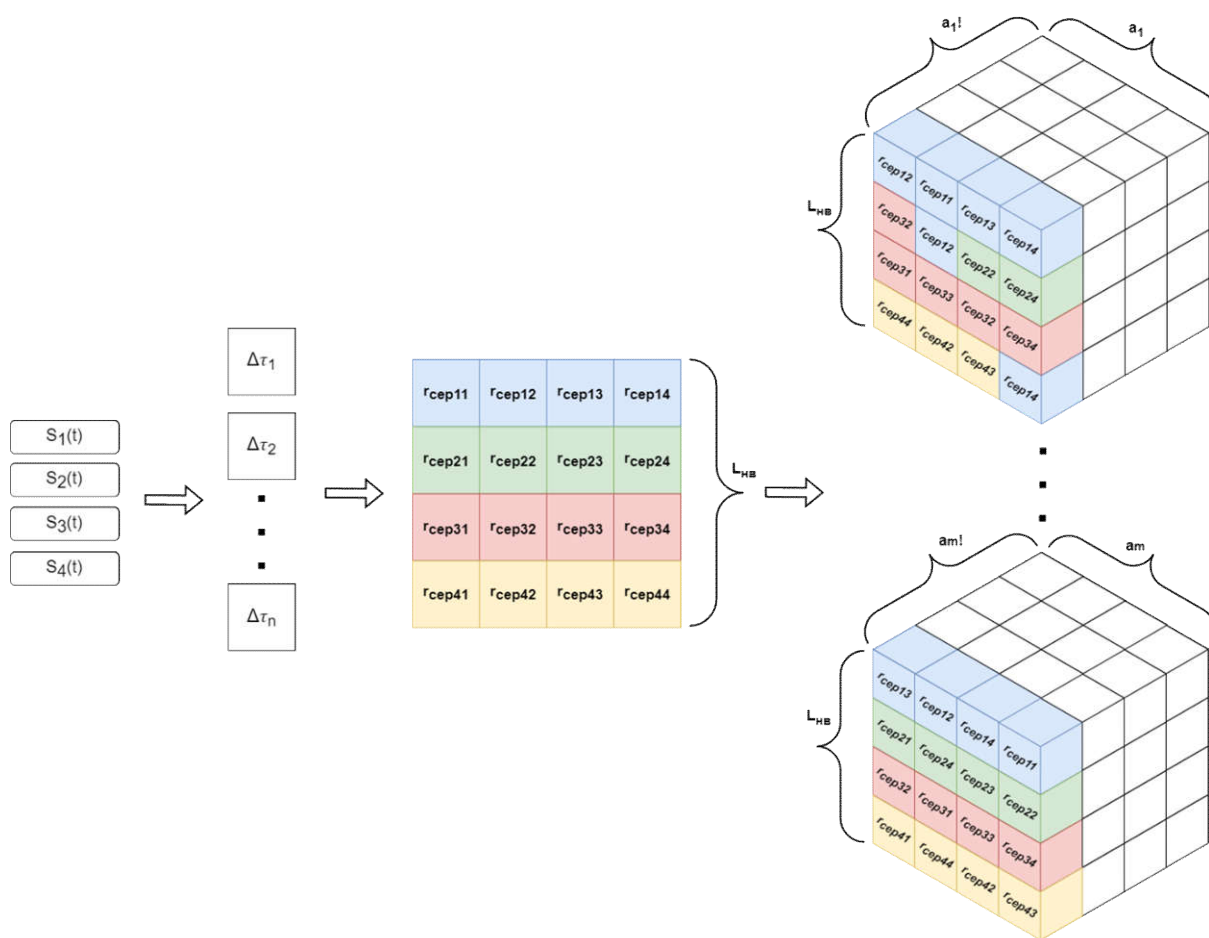 S1(t)
S2(t)
S3(t)
S4(t)
Δτ1
Δτ2
Δτn
rcep11 rcep12 rcep13 rcep14
rcep21 rcep22 rcep23 rcep24
rcep31 rcep32 rcep33 rcep34
rcep41 rcep42 rcep43 rcep44
LHB
a1! a1
LHB
rcep12 rcep11 rcep13 rcep14
rcep32 rcep12 rcep22 rcep24
rcep31 rcep33 rcep32 rcep34
rcep44 rcep42 rcep43 rcep14
am! am
LHB
rcep13 rcep12 rcep14 rcep11
rcep21 rcep24 rcep23 rcep22
rcep32 rcep31 rcep33 rcep34
rcep41 rcep44 rcep42 rcep43